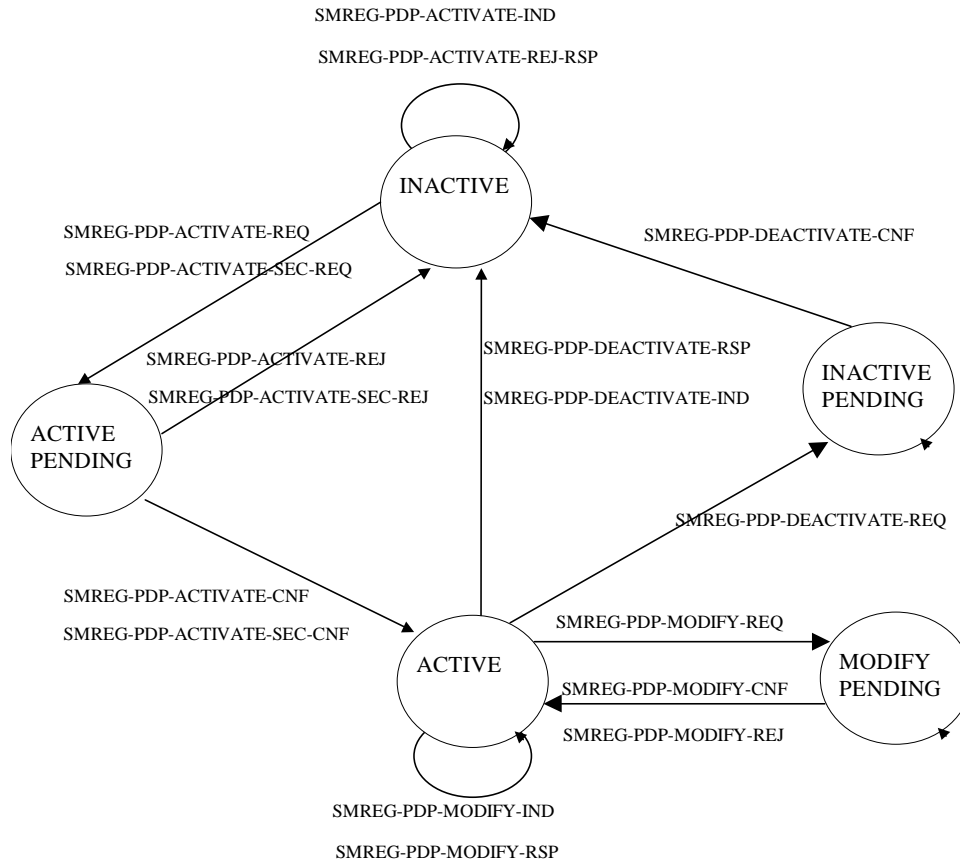 SMREG-PDP-ACTIVATE-IND
SMREG-PDP-ACTIVATE-REJ-RSP
INACTIVE
SMREG-PDP-ACTIVATE-REQ
SMREG-PDP-ACTIVATE-SEC-REQ
SMREG-PDP-DEACTIVATE-CNF
SMREG-PDP-ACTIVATE-REJ
SMREG-PDP-ACTIVATE-SEC-REJ
SMREG-PDP-DEACTIVATE-RSP
SMREG-PDP-DEACTIVATE-IND
INACTIVE
PENDING
ACTIVE
PENDING
SMREG-PDP-DEACTIVATE-REQ
SMREG-PDP-ACTIVATE-CNF
SMREG-PDP-ACTIVATE-SEC-CNF
ACTIVE
SMREG-PDP-MODIFY-REQ
SMREG-PDP-MODIFY-CNF
SMREG-PDP-MODIFY-REJ
MODIFY
PENDING
SMREG-PDP-MODIFY-IND
SMREG-PDP-MODIFY-RSP